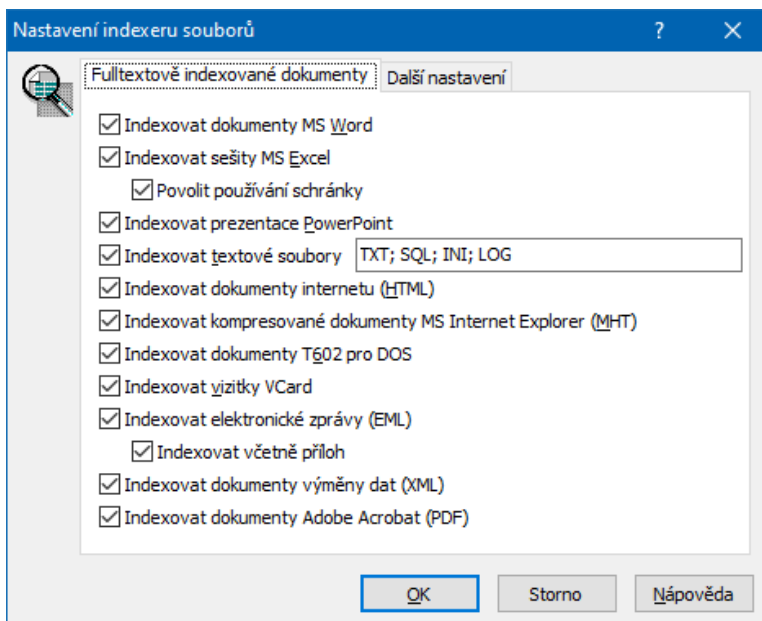 Nastavení indexeru souborů
Fulltextově indexované dokumenty Další nastavení
Indexovat dokumenty MS Word
Indexovat sešity MS Excel
Povolit používání schránky
Indexovat prezentace PowerPoint
Indexovat textové soubory TXT; SQL; INI; LOG
Indexovat dokumenty internetu (HTML)
Indexovat kompresované dokumenty MS Internet Explorer (MHT)
Indexovat dokumenty T602 pro DOS
Indexovat vizitky VCard
Indexovat elektronické zprávy (EML)
Indexovat včetně příloh
Indexovat dokumenty výměny dat (XML)
Indexovat dokumenty Adobe Acrobat (PDF)
OK Storno Nápověda